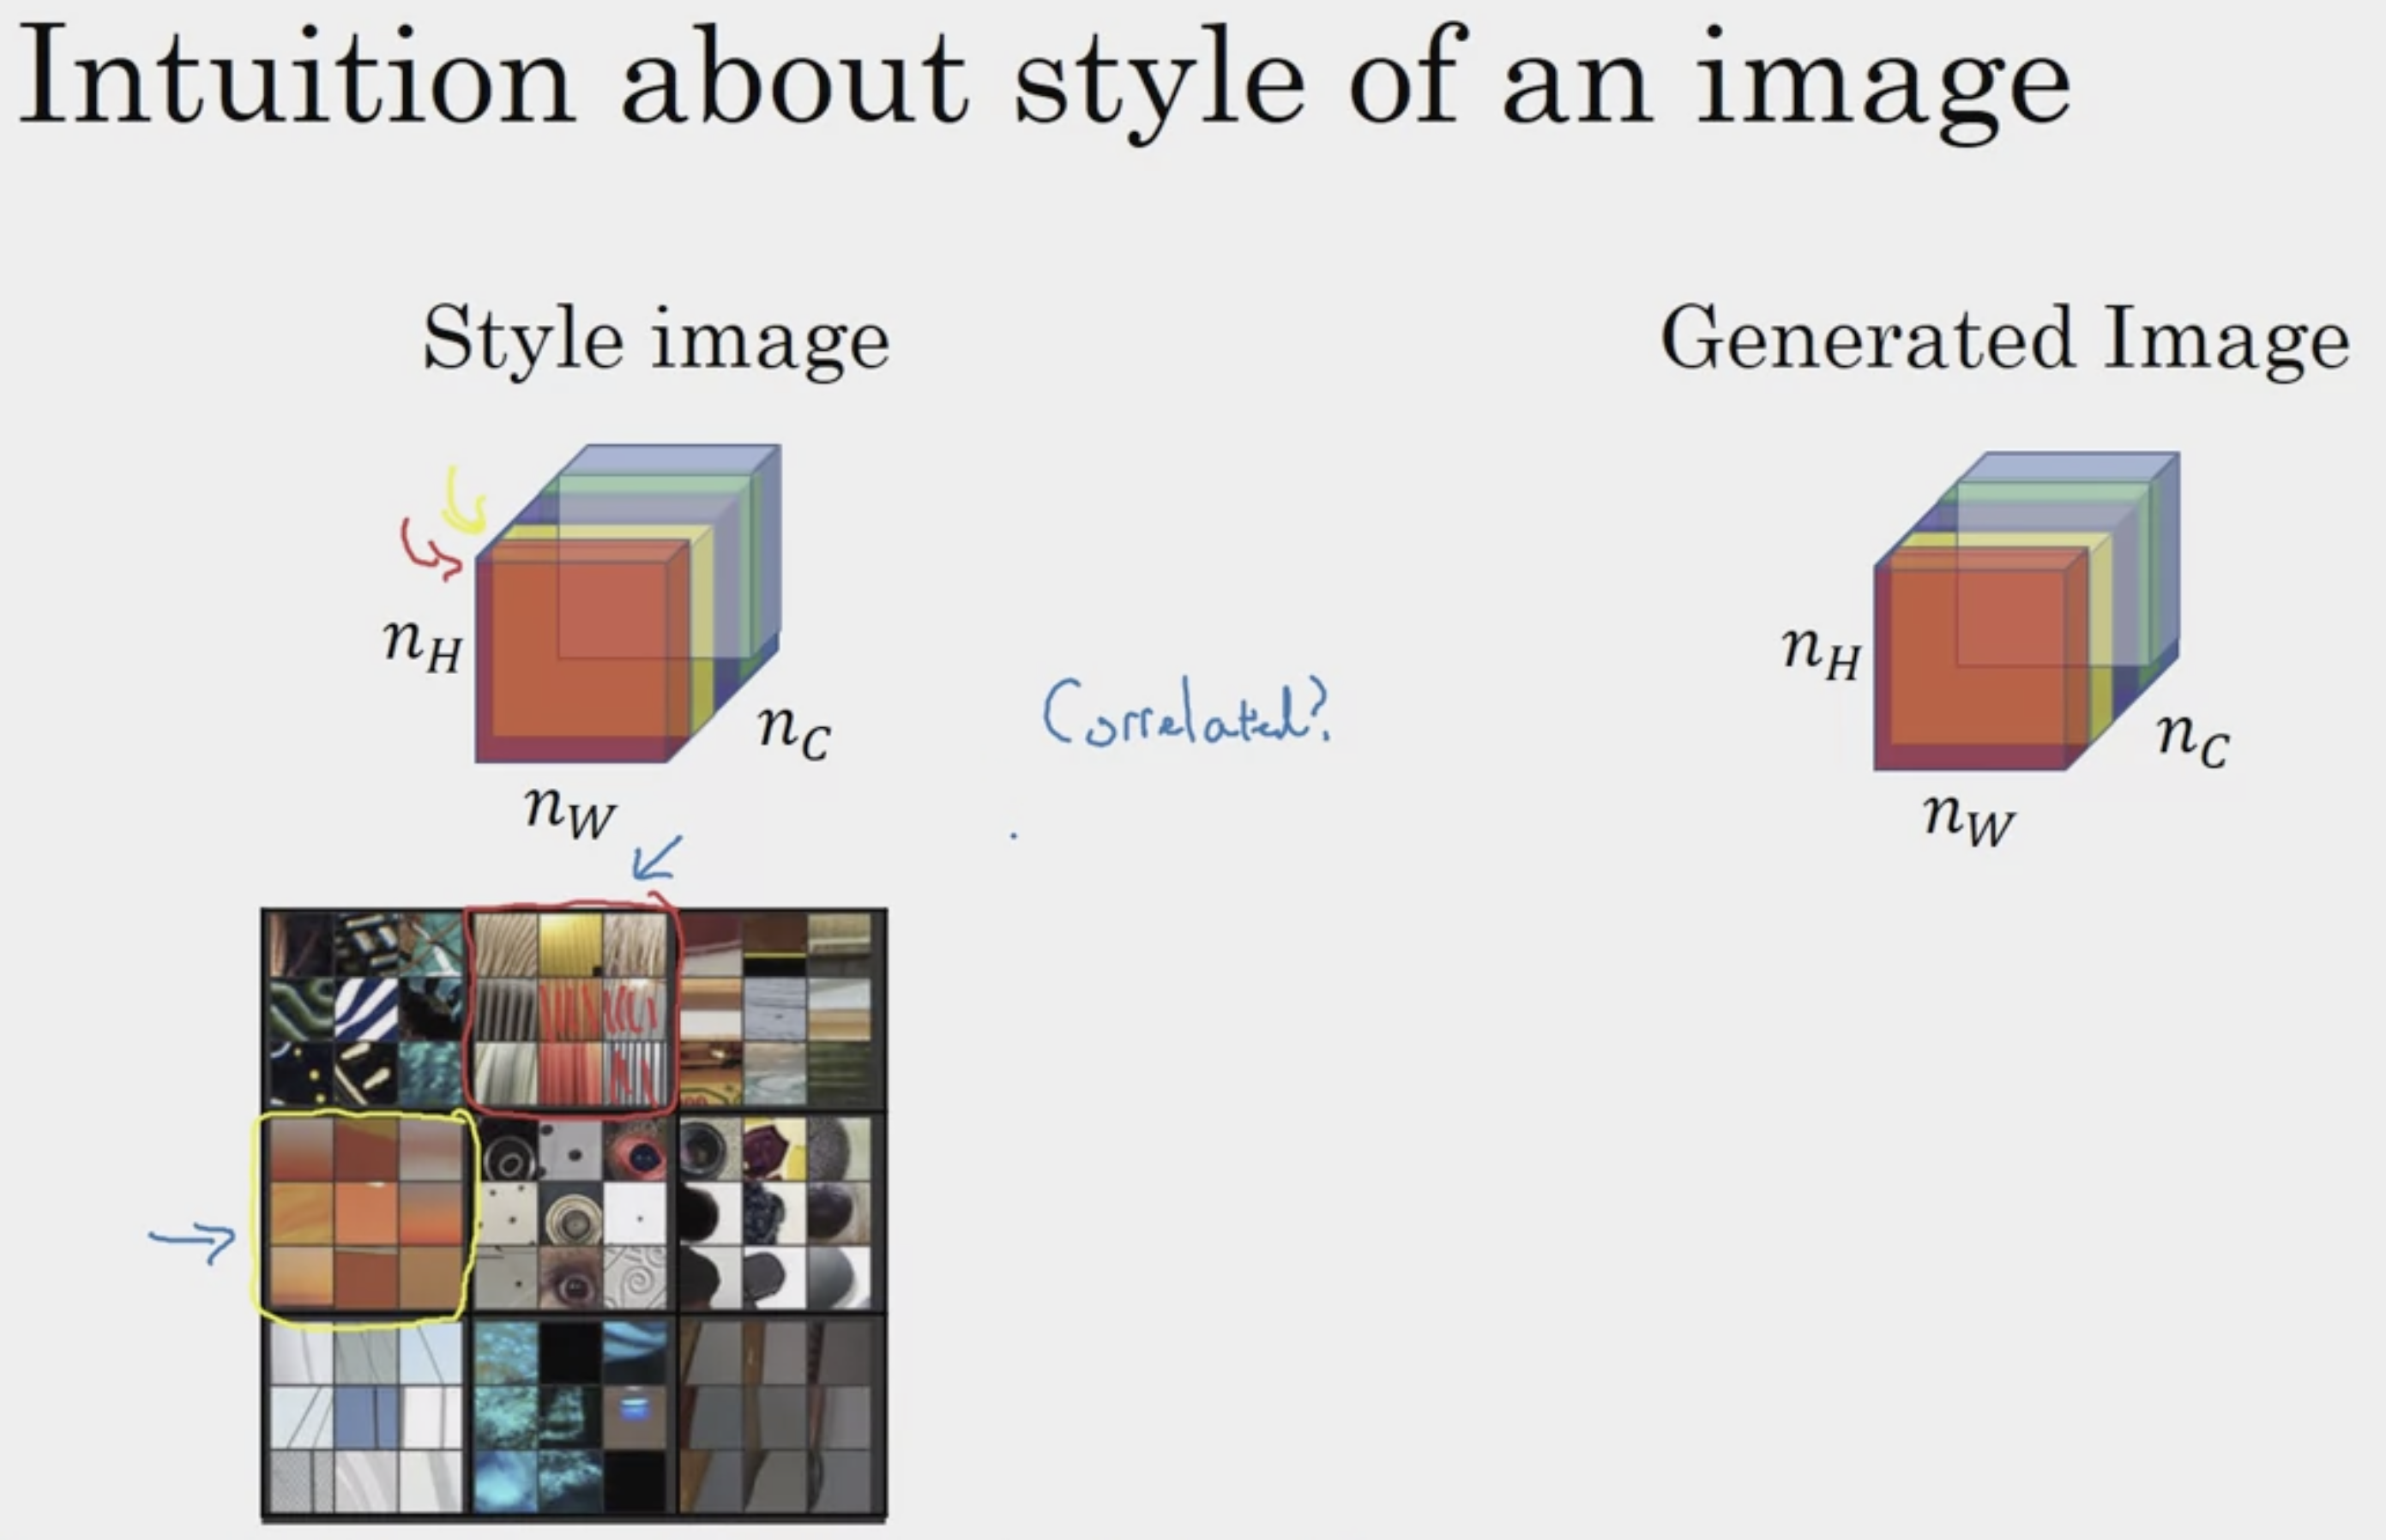 Intuition about style of an image
Style image
Generated Image
n_H
n_C
n_W
Correlated?
n_H
n_C
n_W